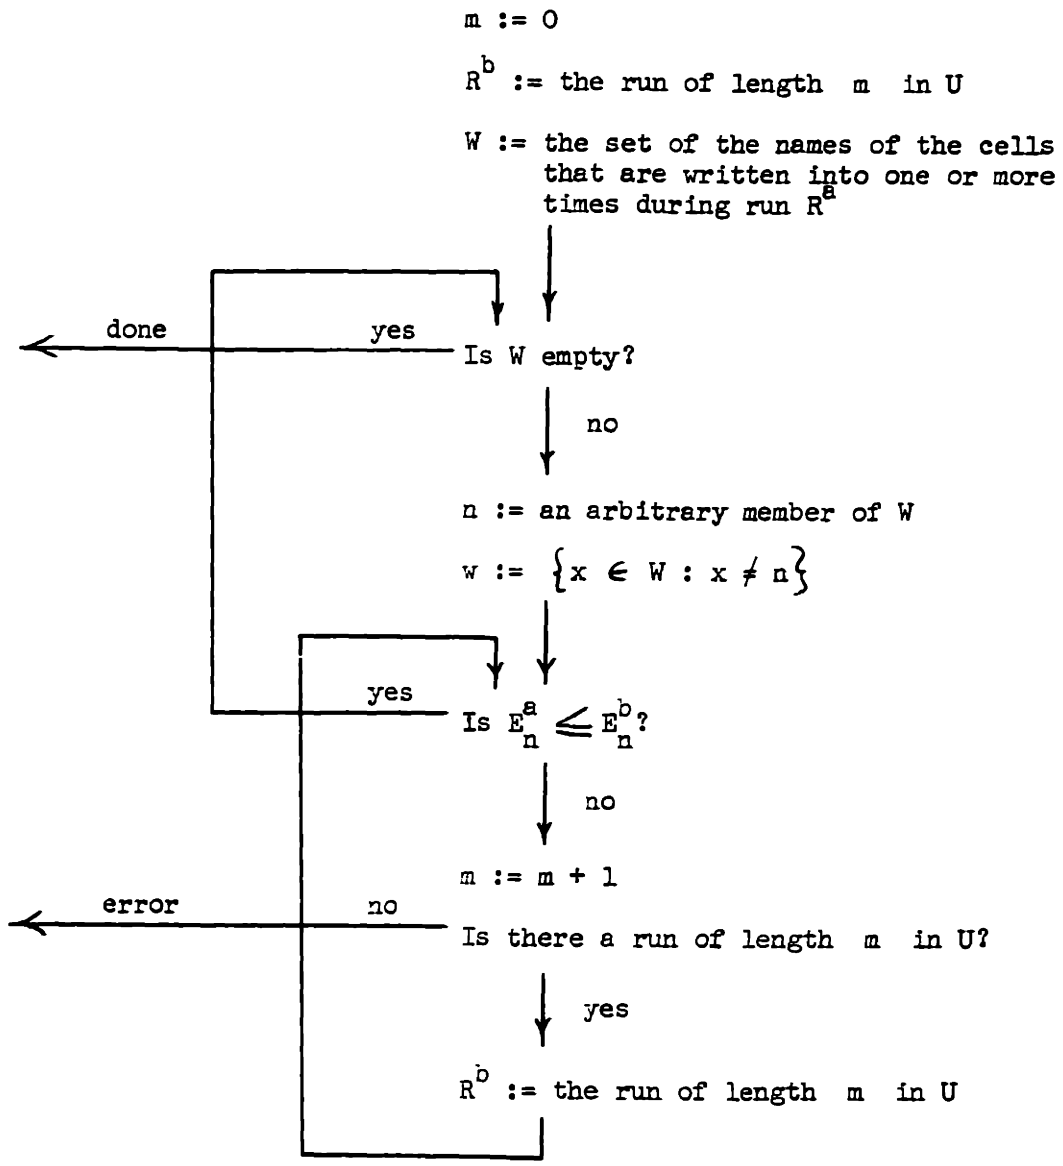 m := 0
R^b := the run of length m in U
W := the set of the names of the cells
that are written into one or more
times during run R^a
done
yes
Is W empty?
no
n := an arbitrary member of W
w := {x ∈ W : x ≠ n}
yes
Is E_n^a ≦ E_n^b?
no
m := m + 1
error
no
Is there a run of length m in U?
yes
R^b := the run of length m in U